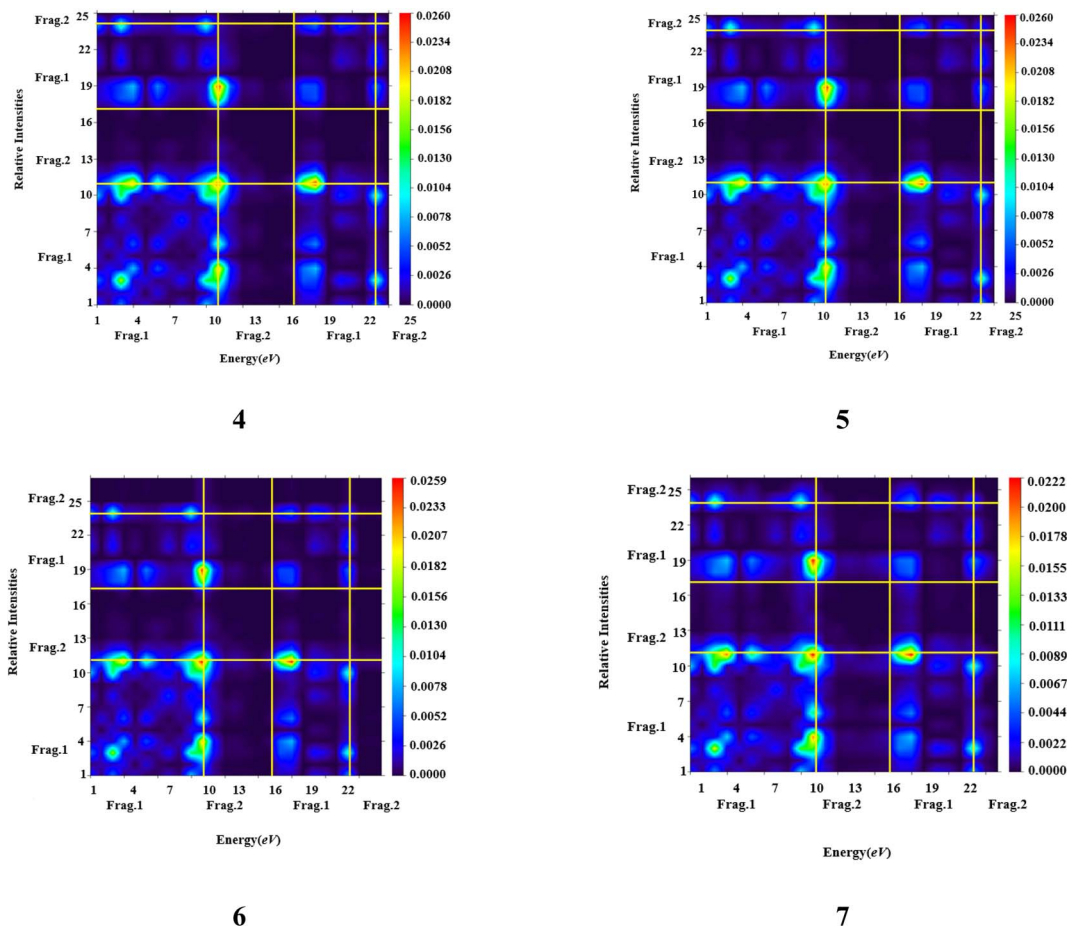 Relative Intensities
Frag.2
Frag.1
Frag.2
Frag.1
25
22
19
16
13
10
7
4
1
1 4 7 10 13 16 19 22 25
Frag.1 Frag.2 Frag.1 Frag.2
Energy(eV)
0.0260
0.0234
0.0208
0.0182
0.0156
0.0130
0.0104
0.0078
0.0052
0.0026
0.0000
4
Relative Intensities
Frag.2
Frag.1
Frag.2
Frag.1
25
22
19
16
13
10
7
4
1
1 4 7 10 13 16 19 22 25
Frag.1 Frag.2 Frag.1 Frag.2
Energy(eV)
0.0260
0.0234
0.0208
0.0182
0.0156
0.0130
0.0104
0.0078
0.0052
0.0026
0.0000
5
Relative Intensities
Frag.2
Frag.1
Frag.2
Frag.1
25
22
19
16
13
10
7
4
1
1 4 7 10 13 16 19 22
Frag.1 Frag.2 Frag.1 Frag.2
Energy(eV)
0.0259
0.0233
0.0207
0.0182
0.0156
0.0130
0.0104
0.0078
0.0052
0.0026
0.0000
6
Relative Intensities
Frag.2
Frag.1
Frag.2
Frag.1
25
22
19
16
13
10
7
4
1
1 4 7 10 13 16 19 22
Frag.1 Frag.2 Frag.1 Frag.2
Energy(eV)
0.0222
0.0200
0.0178
0.0155
0.0133
0.0111
0.0089
0.0067
0.0044
0.0022
0.0000
7